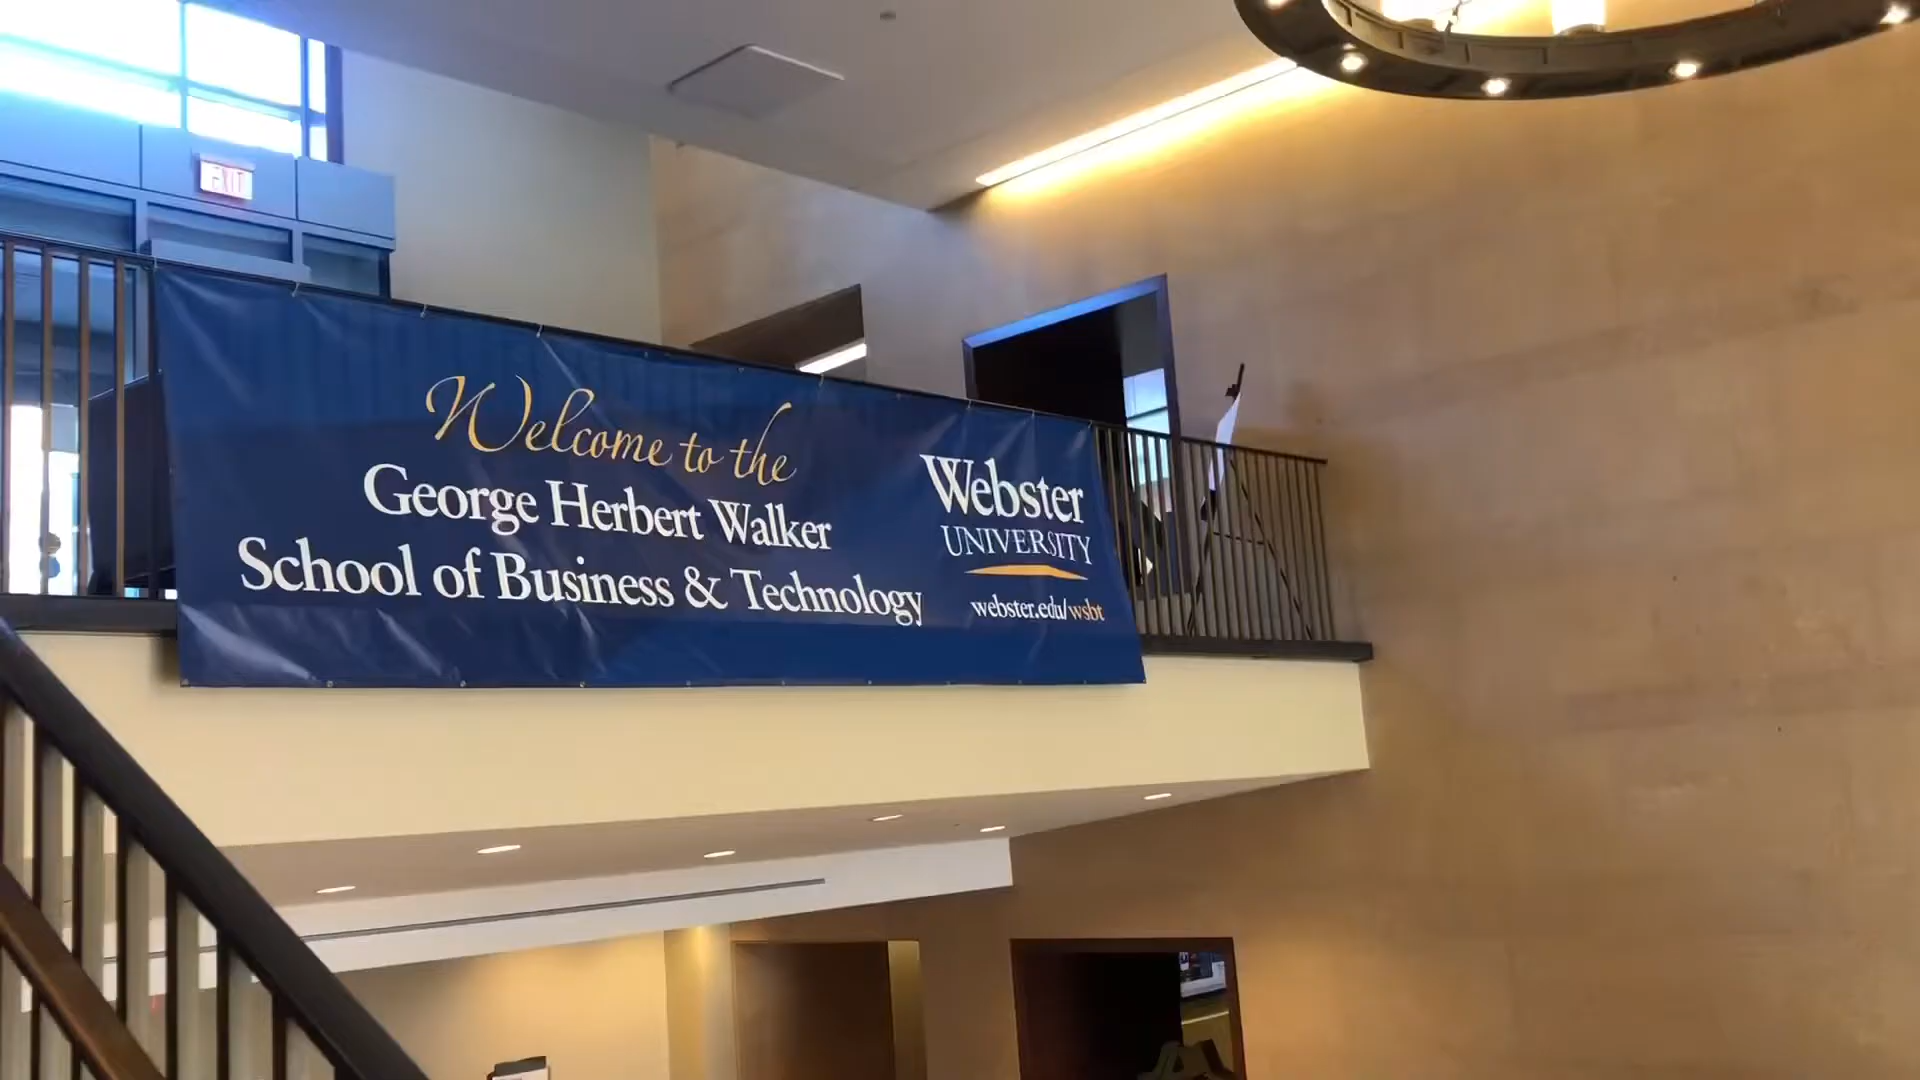 EXIT
Welcome to the
George Herbert Walker
School of Business & Technology
Webster
UNIVERSITY
webster.edu/wsbt